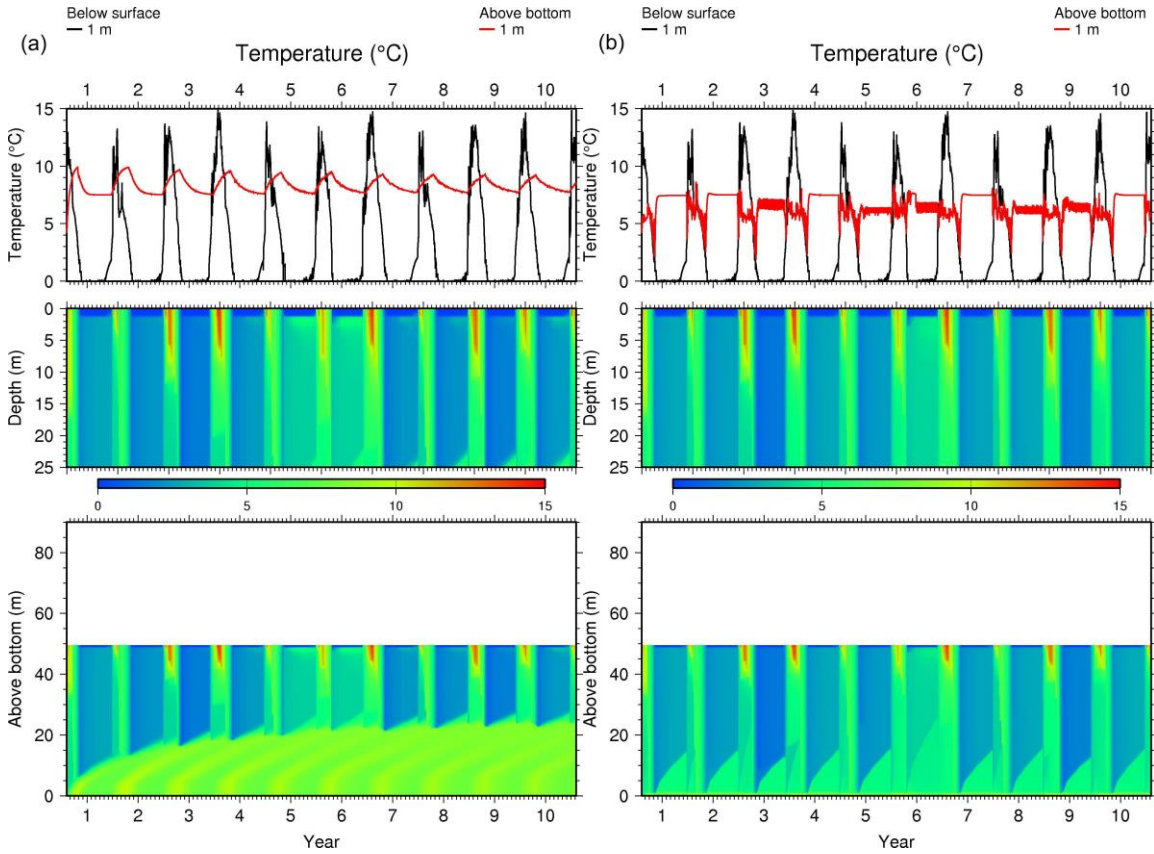 Below surface
1 m
Above bottom
1 m
(a)
Temperature (°C)
1 2 3 4 5 6 7 8 9 10
Temperature (°C)
15
10
5
0
Depth (m)
0
5
10
15
20
25
0 5 10 15
Above bottom (m)
80
60
40
20
0
1 2 3 4 5 6 7 8 9 10
Year
Below surface
1 m
Above bottom
1 m
(b)
Temperature (°C)
1 2 3 4 5 6 7 8 9 10
Temperature (°C)
15
10
5
0
Depth (m)
0
5
10
15
20
25
0 5 10 15
Above bottom (m)
80
60
40
20
0
1 2 3 4 5 6 7 8 9 10
Year